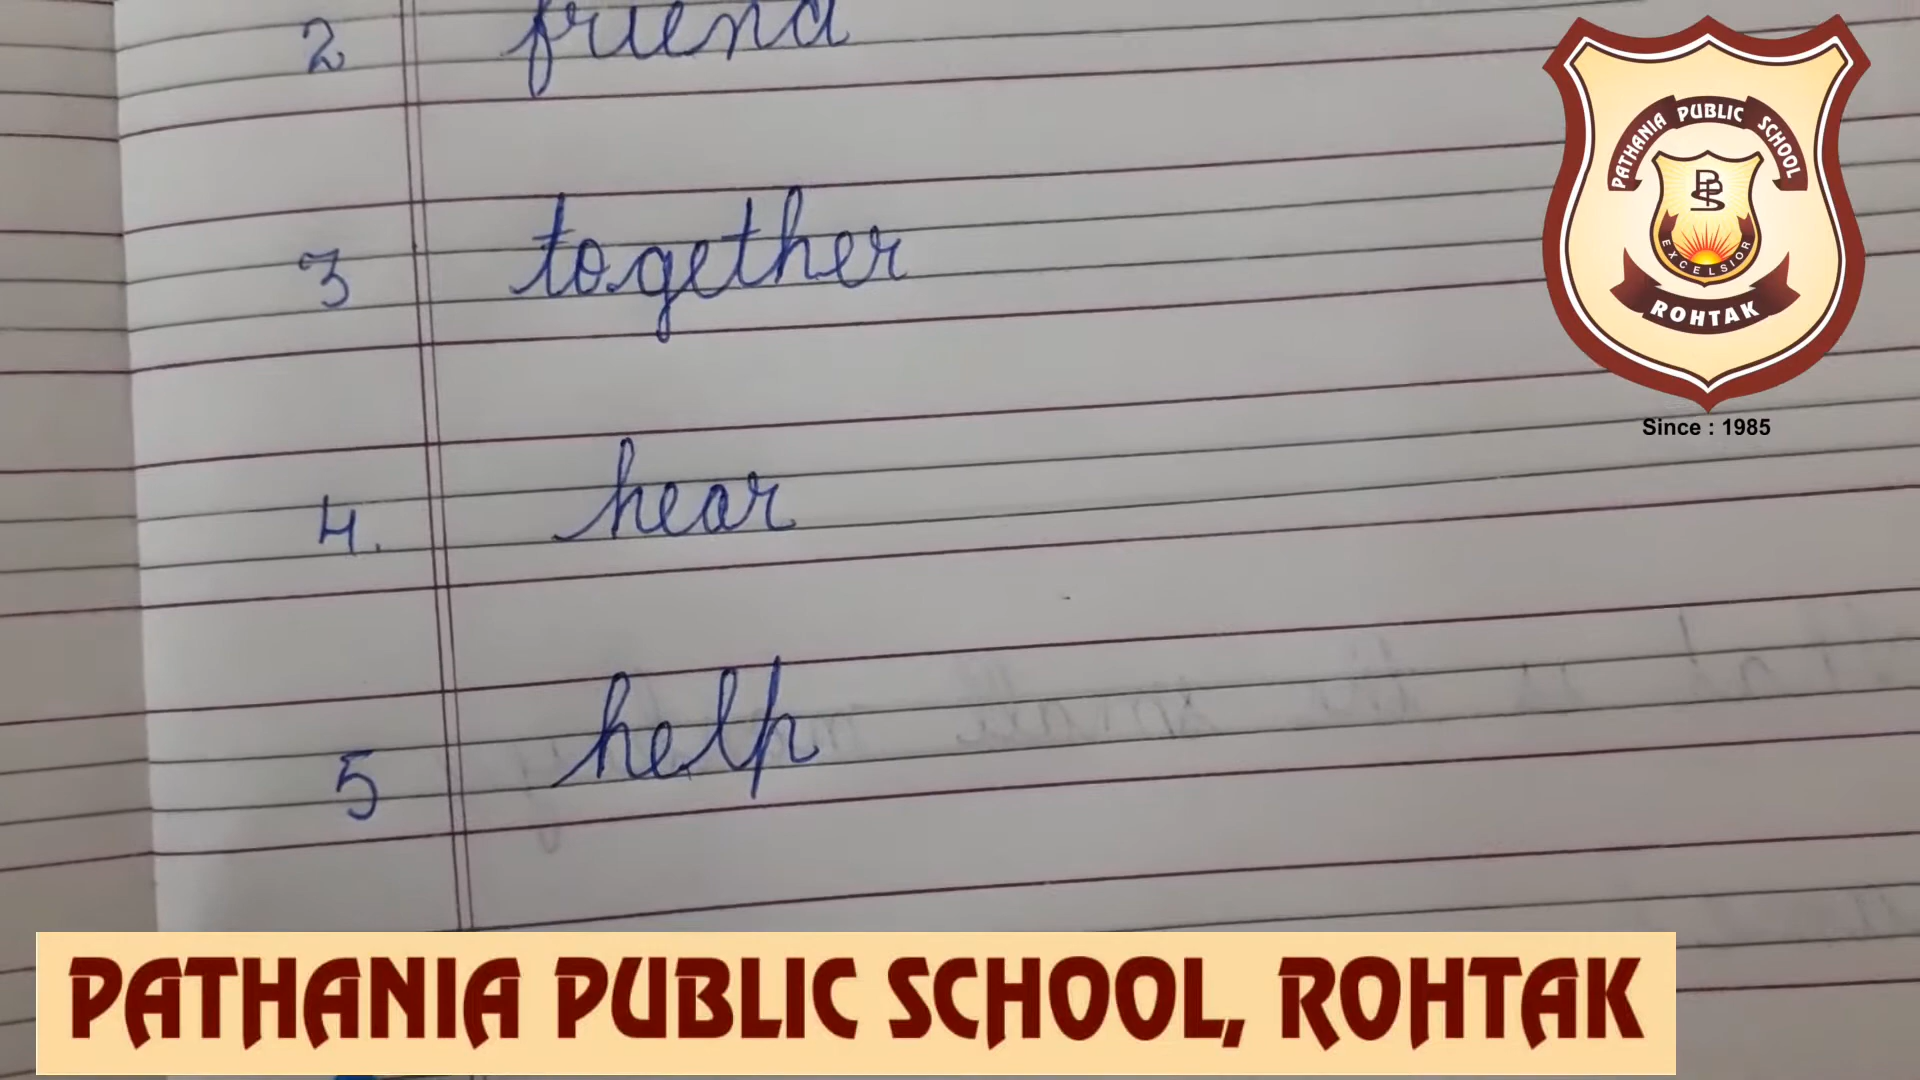 2 friend
3 together
4. hear
5 help
PATHANIA PUBLIC SCHOOL
PS
EXCELSIOR
ROHTAK
Since : 1985
PATHANIA PUBLIC SCHOOL, ROHTAK